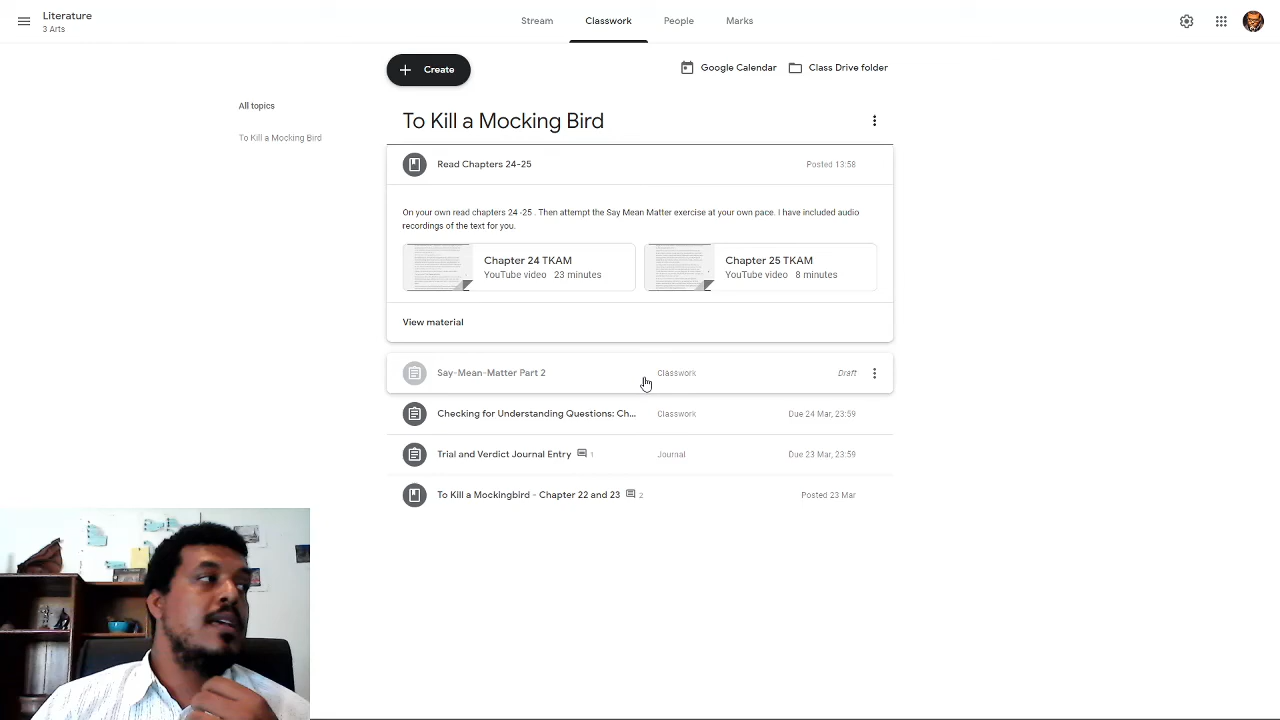 Literature
3 Arts
Stream
Classwork
People
Marks
Create
Google Calendar
Class Drive folder
All topics
To Kill a Mocking Bird
To Kill a Mocking Bird
Read Chapters 24-25
Posted 13:58
On your own read chapters 24 -25 . Then attempt the Say Mean Matter exercise at your own pace. I have included audio
recordings of the text for you.
Chapter 24 TKAM
YouTube video 23 minutes
Chapter 25 TKAM
YouTube video 8 minutes
View material
Say-Mean-Matter Part 2
Classwork
Draft
Checking for Understanding Questions: Ch...
Classwork
Due 24 Mar, 23:59
Trial and Verdict Journal Entry
1
Journal
Due 23 Mar, 23:59
To Kill a Mockingbird - Chapter 22 and 23
2
Posted 23 Mar